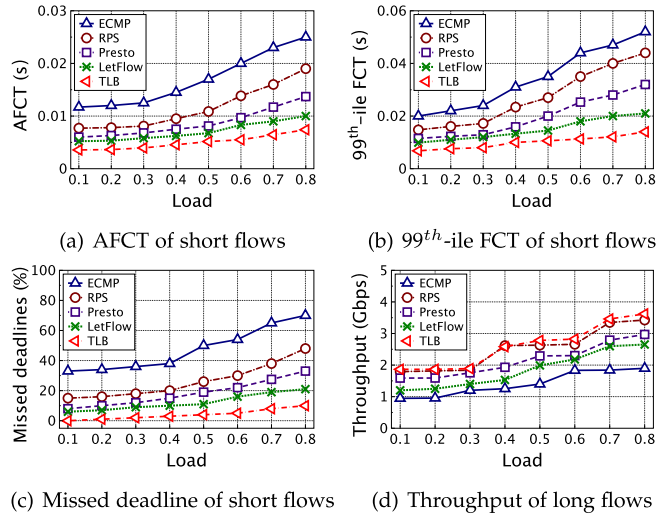 0.03
0.02
0.01
0
AFCT (s)
ECMP
RPS
Presto
LetFlow
TLB
0.1 0.2 0.3 0.4 0.5 0.6 0.7 0.8
Load
(a) AFCT of short flows
0.06
0.04
0.02
0
99th-ile FCT (s)
ECMP
RPS
Presto
LetFlow
TLB
0.1 0.2 0.3 0.4 0.5 0.6 0.7 0.8
Load
(b) 99th-ile FCT of short flows
100
80
60
40
20
0
Missed deadlines (%)
ECMP
RPS
Presto
LetFlow
TLB
0.1 0.2 0.3 0.4 0.5 0.6 0.7 0.8
Load
(c) Missed deadline of short flows
5
4
3
2
1
0
Throughput (Gbps)
ECMP
RPS
Presto
LetFlow
TLB
0.1 0.2 0.3 0.4 0.5 0.6 0.7 0.8
Load
(d) Throughput of long flows